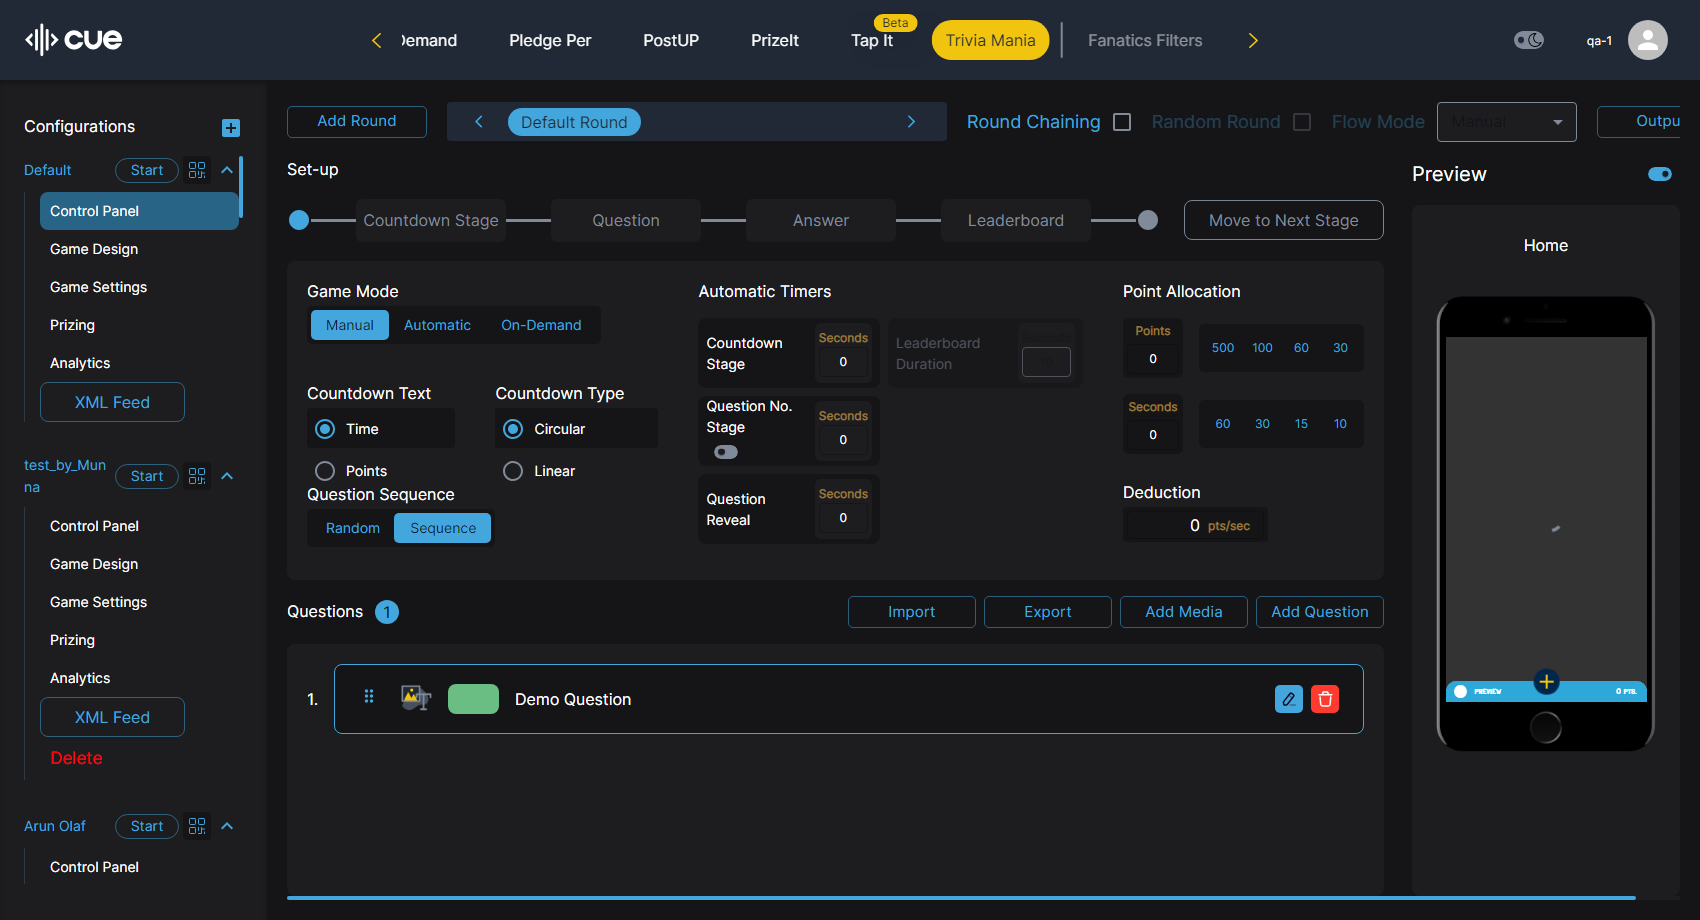 cue
Demand
Pledge Per
PostUP
PrizeIt
Tap It
Beta
Trivia Mania
Fanatics Filters
qa-1
Configurations
Default
Start
Control Panel
Game Design
Game Settings
Prizing
Analytics
XML Feed
test_by_Mun
na
Start
Control Panel
Game Design
Game Settings
Prizing
Analytics
XML Feed
Delete
Arun Olaf
Start
Control Panel
Add Round
Default Round
Round Chaining
Random Round
Flow Mode
Manual
Outpu
Set-up
Countdown Stage
Question
Answer
Leaderboard
Move to Next Stage
Game Mode
Manual
Automatic
On-Demand
Countdown Text
Time
Points
Countdown Type
Circular
Linear
Question Sequence
Random
Sequence
Automatic Timers
Countdown
Stage
Seconds
0
Leaderboard
Duration
Question No.
Stage
Seconds
0
Question
Reveal
Seconds
0
Point Allocation
Points
0
500 100 60 30
Seconds
0
60 30 15 10
Deduction
0 pts/sec
Questions 1
Import
Export
Add Media
Add Question
1.
Demo Question
Preview
Home
PREVIEW
0 PTS.